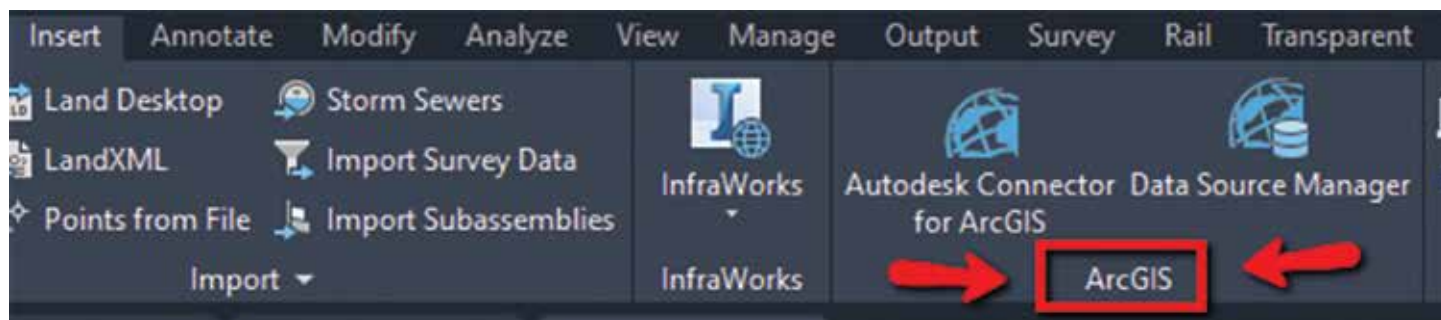 Insert Annotate Modify Analyze View Manage Output Survey Rail Transparent
Land Desktop
Storm Sewers
LandXML
Import Survey Data
Points from File
Import Subassemblies
Import
InfraWorks
InfraWorks
Autodesk Connector
for ArcGIS
Data Source Manager
ArcGIS